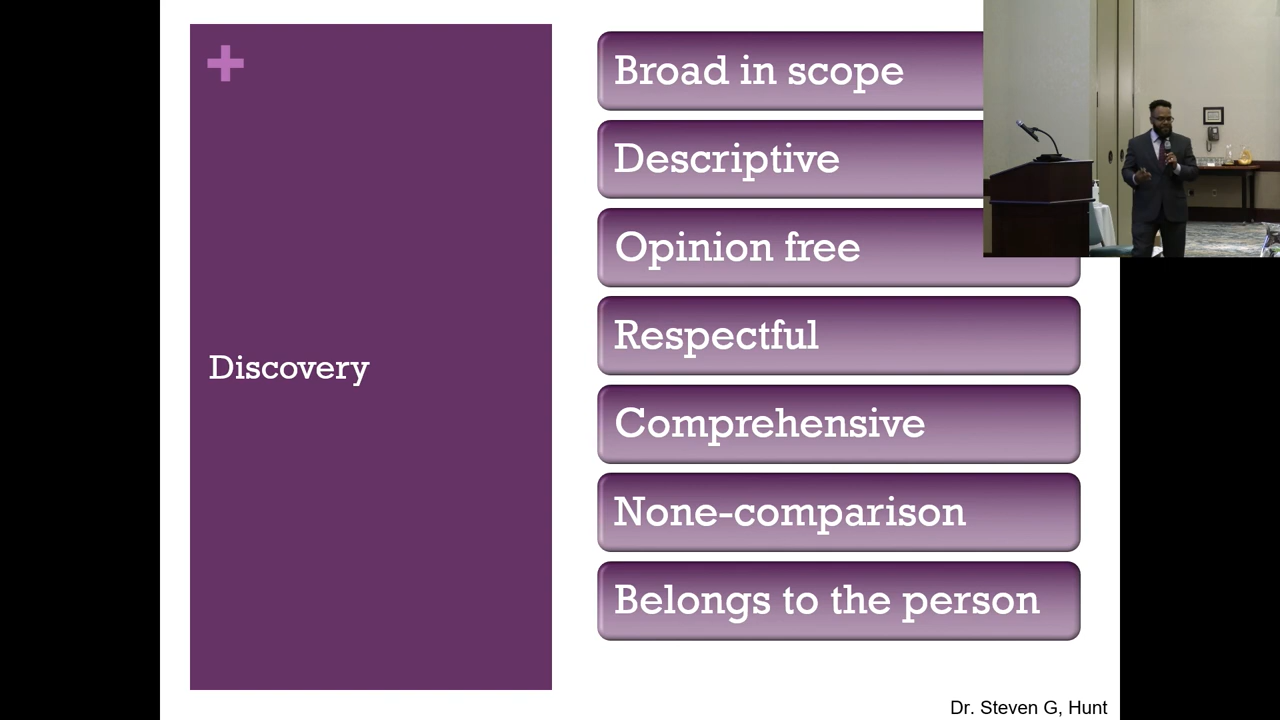 Discovery
Broad in scope
Descriptive
Opinion free
Respectful
Comprehensive
None-comparison
Belongs to the person
Dr. Steven G, Hunt